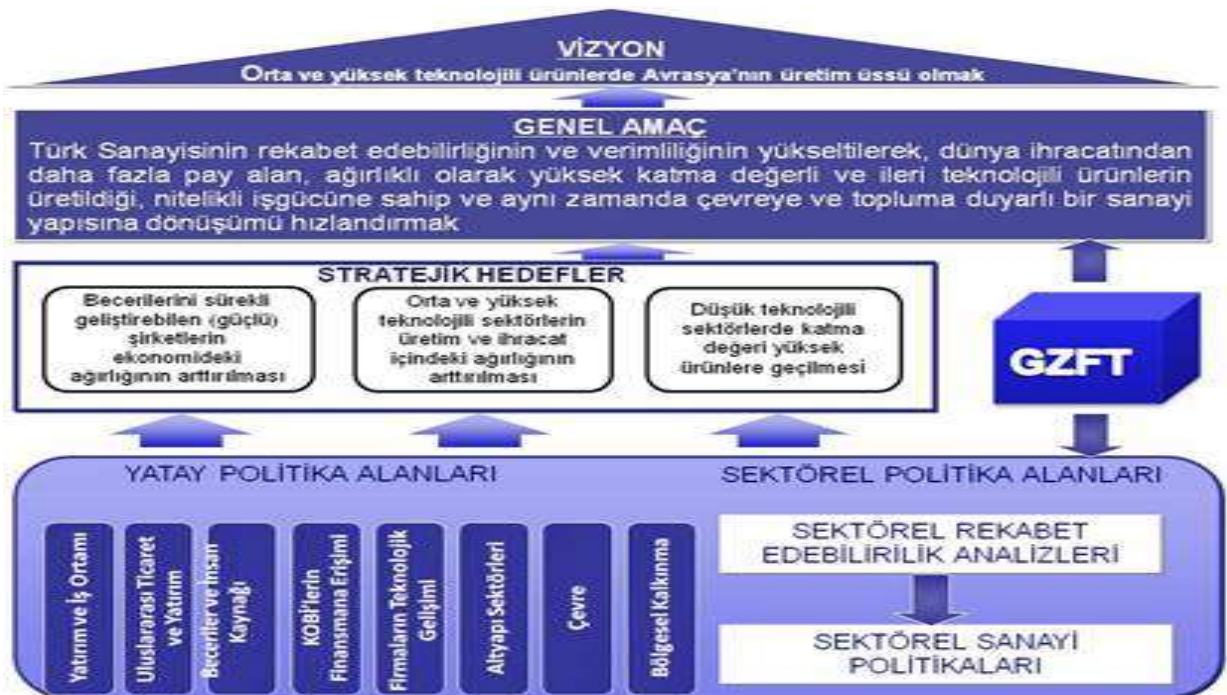 VİZYON
Orta ve yüksek teknolojili ürünlerde Avrasya'nın üretim üssü olmak
GENEL AMAÇ
Türk Sanayisinin rekabet edebilirliğinin ve verimliliğinin yükseltilerek, dünya ihracatından
daha fazla pay alan, ağırlıklı olarak yüksek katma değerli ve ileri teknolojili ürünlerin
üretildiği, nitelikli işgücüne sahip ve aynı zamanda çevreye ve topluma duyarlı bir sanayi
yapısına dönüşümü hızlandırmak
STRATEJİK HEDEFLER
Becerilerini sürekli
geliştirebilen (güçlü)
şirketlerin
ekonomideki
ağırlığının arttırılması
Orta ve yüksek
teknolojili sektörlerin
üretim ve ihracat
içindeki ağırlığının
arttırılması
Düşük teknolojili
sektörlerde katma
değeri yüksek
ürünlere geçilmesi
GZFT
YATAY POLİTİKA ALANLARI
Yatırım ve İş Ortamı
Uluslararası Ticaret
ve Yatırım
Beceriler ve İnsan
Kaynağı
KOBİ'lerin
Finansmana Erişimi
Firmaların Teknolojik
Gelişimi
Altyapı Sektörleri
Çevre
Bölgesel Kalkınma
SEKTÖREL POLİTİKA ALANLARI
SEKTÖREL REKABET
EDEBİLİRİLİK ANALİZLERİ
SEKTÖREL SANAYİ
POLİTİKALARI